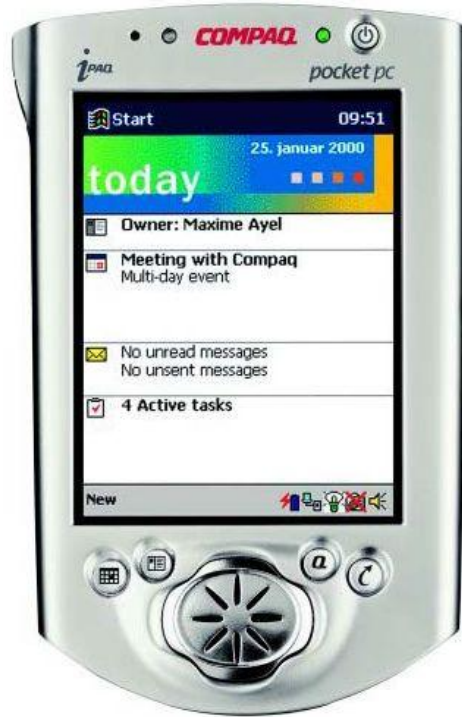 COMPAQ
iPAQ
pocket pc
Start 09:51
25. januar 2000
today
Owner: Maxime Ayel
Meeting with Compaq
Multi-day event
No unread messages
No unsent messages
4 Active tasks
New
Q